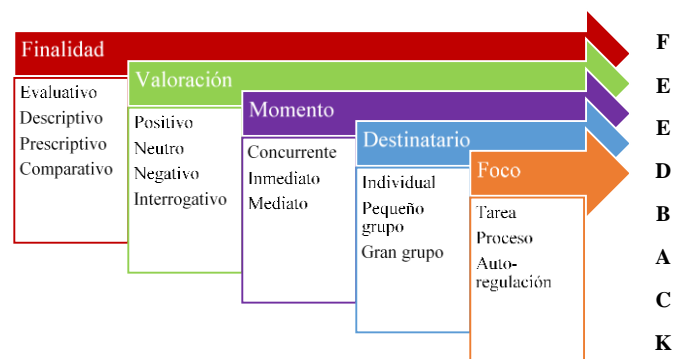 Finalidad
Evaluativo
Descriptivo
Prescriptivo
Comparativo
Valoración
Positivo
Neutro
Negativo
Interrogativo
Momento
Concurrente
Inmediato
Mediato
Destinatario
Individual
Pequeño
grupo
Gran grupo
Foco
Tarea
Proceso
Auto-
regulación
F
E
E
D
B
A
C
K